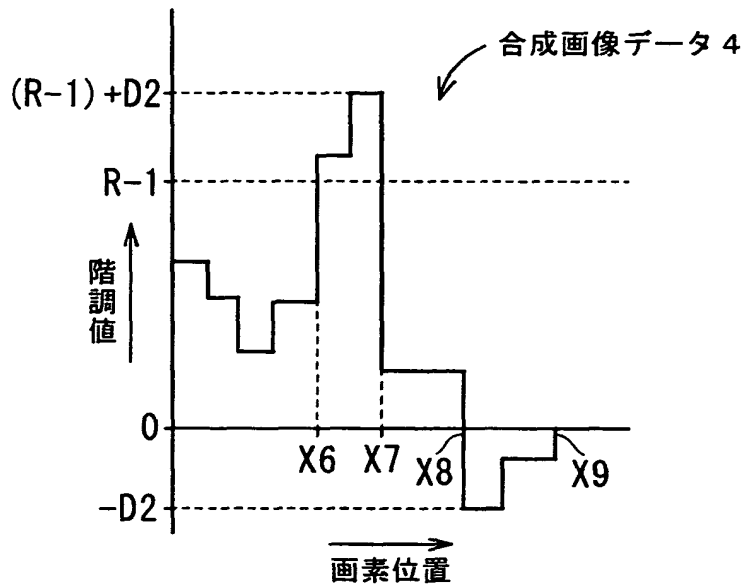 合成画像データ4
(R-1)+D2
R-1
階調値
0
X6
X7
X8
X9
-D2
画素位置